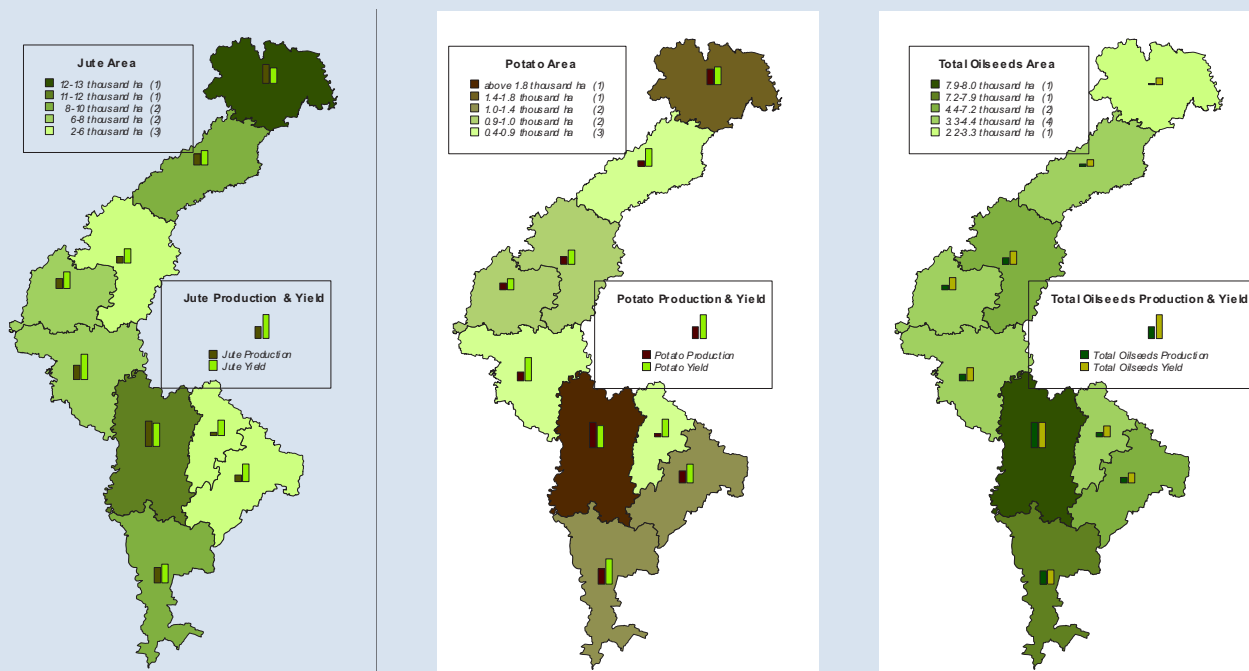 Jute Area
12-13 thousand ha (1)
11-12 thousand ha (1)
8-10 thousand ha (2)
6-8 thousand ha (2)
2-6 thousand ha (3)
Jute Production & Yield
Jute Production
Jute Yield
Potato Area
above 1.8 thousand ha (1)
1.4-1.8 thousand ha (1)
1.0-1.4 thousand ha (2)
0.9-1.0 thousand ha (2)
0.4-0.9 thousand ha (3)
Potato Production & Yield
Potato Production
Potato Yield
Total Oilseeds Area
7.9-8.0 thousand ha (1)
7.2-7.9 thousand ha (1)
4.4-7.2 thousand ha (2)
3.3-4.4 thousand ha (4)
2.2-3.3 thousand ha (1)
Total Oilseeds Production & Yield
Total Oilseeds Production
Total Oilseeds Yield